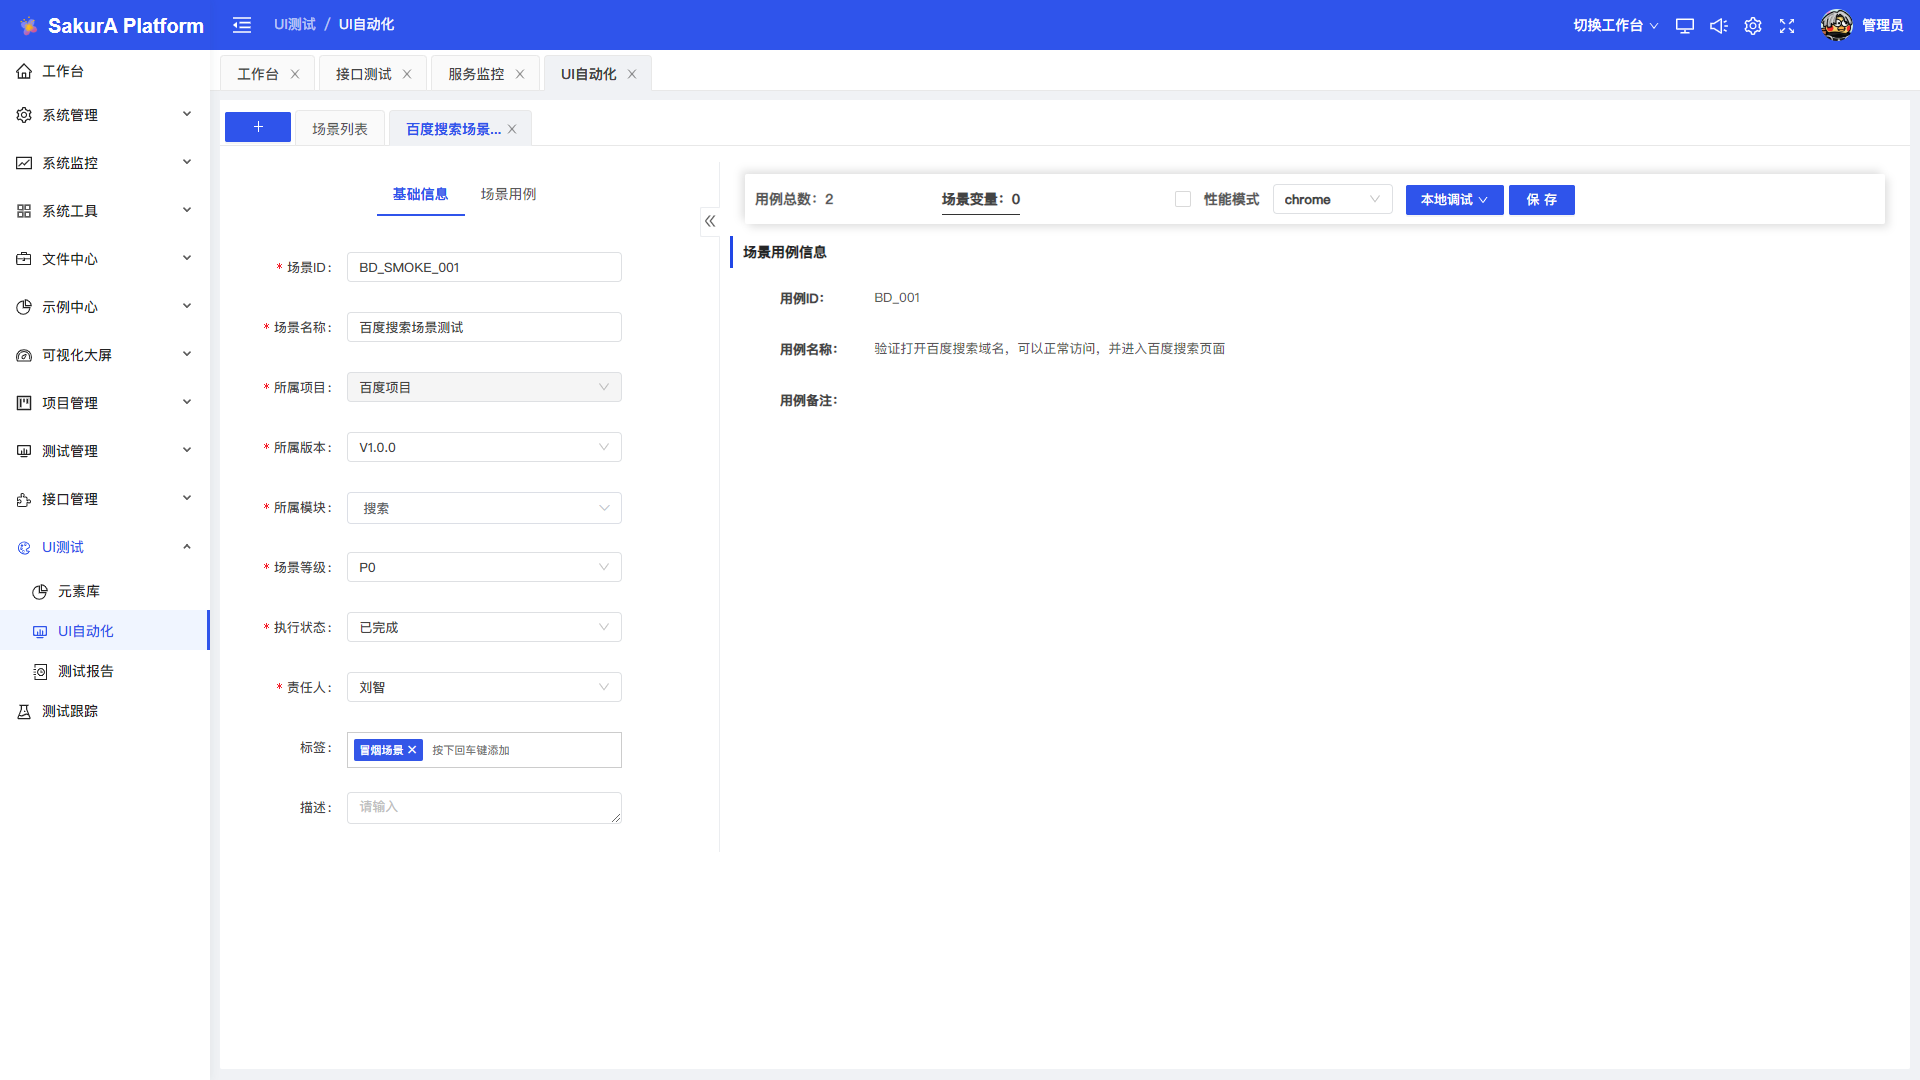 SakurA Platform
UI测试 / UI自动化
切换工作台
管理员
工作台
系统管理
系统监控
系统工具
文件中心
示例中心
可视化大屏
项目管理
测试管理
接口管理
UI测试
元素库
UI自动化
测试报告
测试跟踪
工作台
接口测试
服务监控
UI自动化
场景列表
百度搜索场景...
基础信息
场景用例
* 场景ID: BD_SMOKE_001
* 场景名称: 百度搜索场景测试
* 所属项目: 百度项目
* 所属版本: V1.0.0
* 所属模块: 搜索
* 场景等级: P0
* 执行状态: 已完成
* 责任人: 刘智
标签: 冒烟场景 按下回车键添加
描述: 请输入
用例总数: 2
场景变量: 0
性能模式
chrome
本地调试
保 存
场景用例信息
用例ID: BD_001
用例名称: 验证打开百度搜索域名，可以正常访问，并进入百度搜索页面
用例备注: